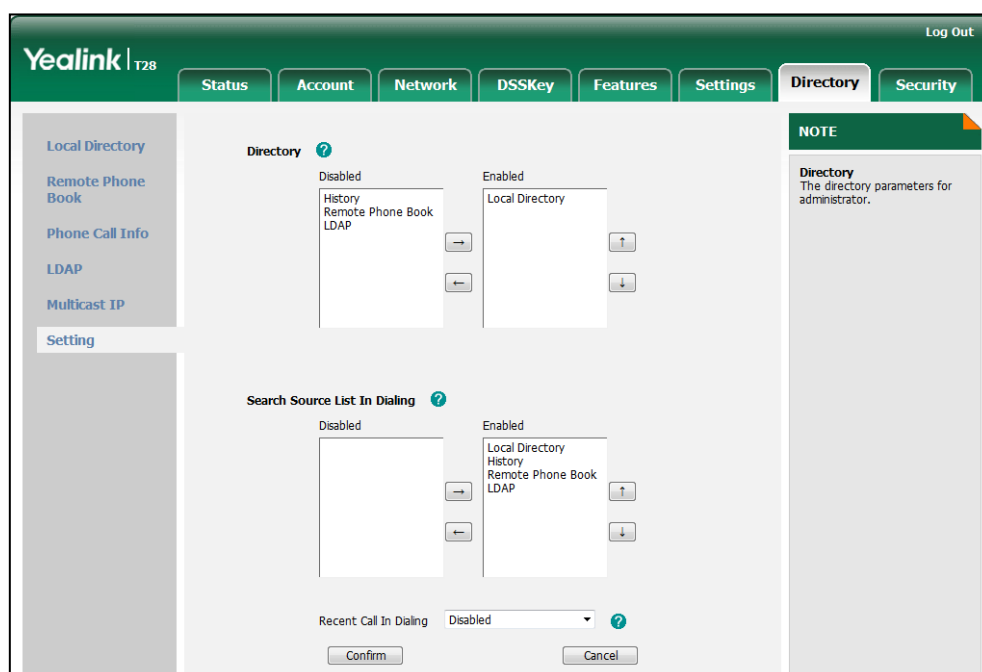 Log Out
Yealink T28
Status Account Network DSSKey Features Settings Directory Security
Local Directory
Remote Phone
Book
Phone Call Info
LDAP
Multicast IP
Setting
Directory ?
Disabled
History
Remote Phone Book
LDAP
→
←
Enabled
Local Directory
↑
↓
Search Source List In Dialing ?
Disabled
→
←
Enabled
Local Directory
History
Remote Phone Book
LDAP
↑
↓
Recent Call In Dialing Disabled ?
Confirm Cancel
NOTE
Directory
The directory parameters for
administrator.